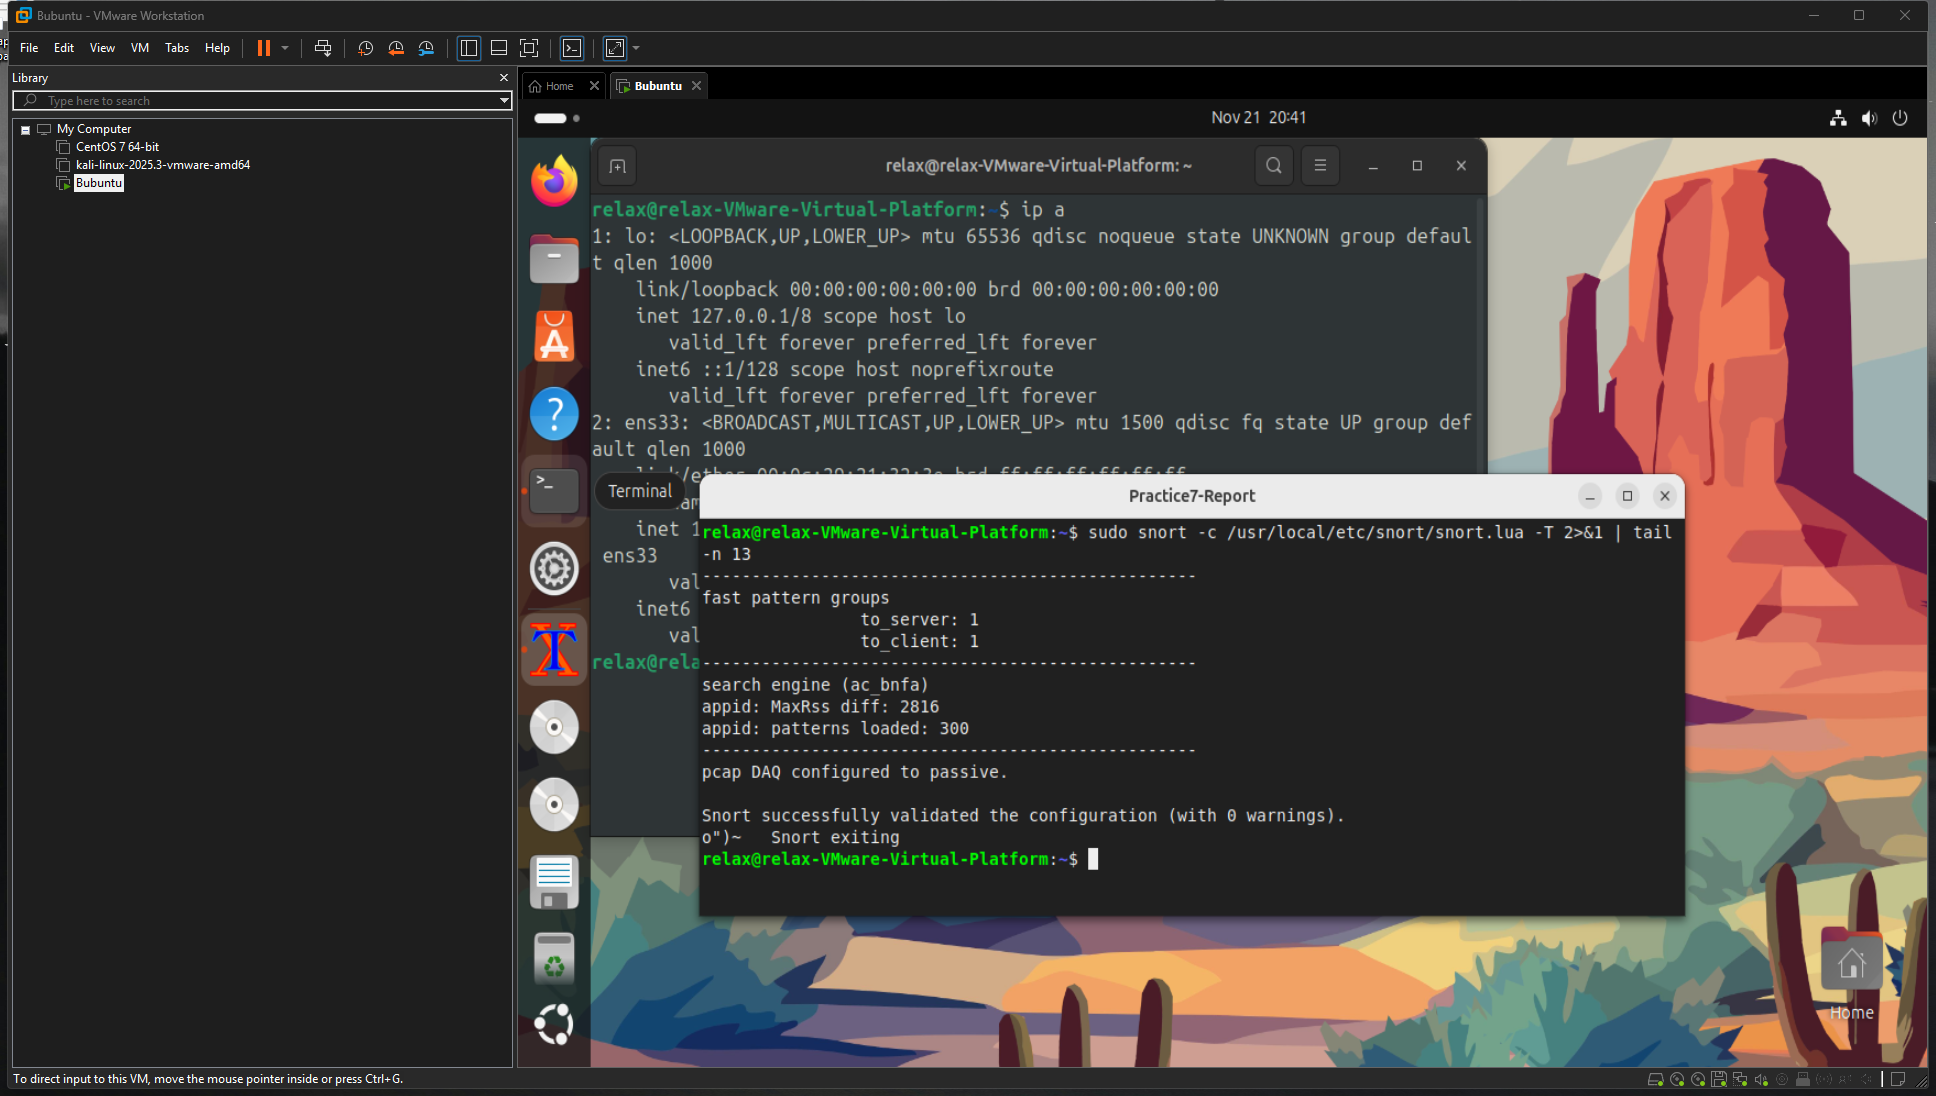 Bubuntu - VMware Workstation
File Edit View VM Tabs Help
Library
Type here to search
My Computer
CentOS 7 64-bit
kali-linux-2025.3-vmware-amd64
Bubuntu
Home
Bubuntu
Nov 21 20:41
relax@relax-VMware-Virtual-Platform: ~
relax@relax-VMware-Virtual-Platform:~$ ip a
1: lo: <LOOPBACK,UP,LOWER_UP> mtu 65536 qdisc noqueue state UNKNOWN group defaul
t qlen 1000
link/loopback 00:00:00:00:00:00 brd 00:00:00:00:00:00
inet 127.0.0.1/8 scope host lo
valid_lft forever preferred_lft forever
inet6 ::1/128 scope host noprefixroute
valid_lft forever preferred_lft forever
2: ens33: <BROADCAST,MULTICAST,UP,LOWER_UP> mtu 1500 qdisc fq state UP group def
ault qlen 1000
Terminal
inet 1
ens33
val
inet6
val
relax@rela
Practice7-Report
relax@relax-VMware-Virtual-Platform:~$ sudo snort -c /usr/local/etc/snort/snort.lua -T 2>&1 | tail
-n 13
--------------------------------------------------
fast pattern groups
to_server: 1
to_client: 1
--------------------------------------------------
search engine (ac_bnfa)
appid: MaxRss diff: 2816
appid: patterns loaded: 300
--------------------------------------------------
pcap DAQ configured to passive.
Snort successfully validated the configuration (with 0 warnings).
o")~ Snort exiting
relax@relax-VMware-Virtual-Platform:~$
Home
To direct input to this VM, move the mouse pointer inside or press Ctrl+G.